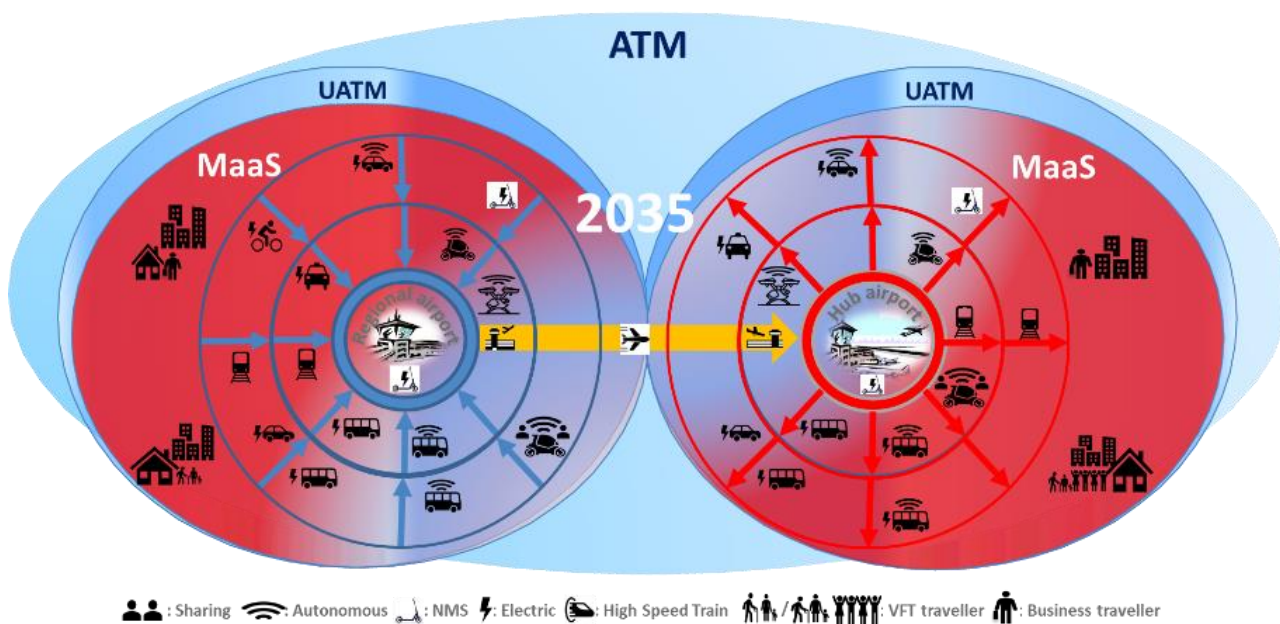 ATM
UATM
UATM
MaaS
MaaS
2035
Regional airport
Hub airport
: Sharing
: Autonomous
: NMS
: Electric
: High Speed Train
/
: VFT traveller
: Business traveller